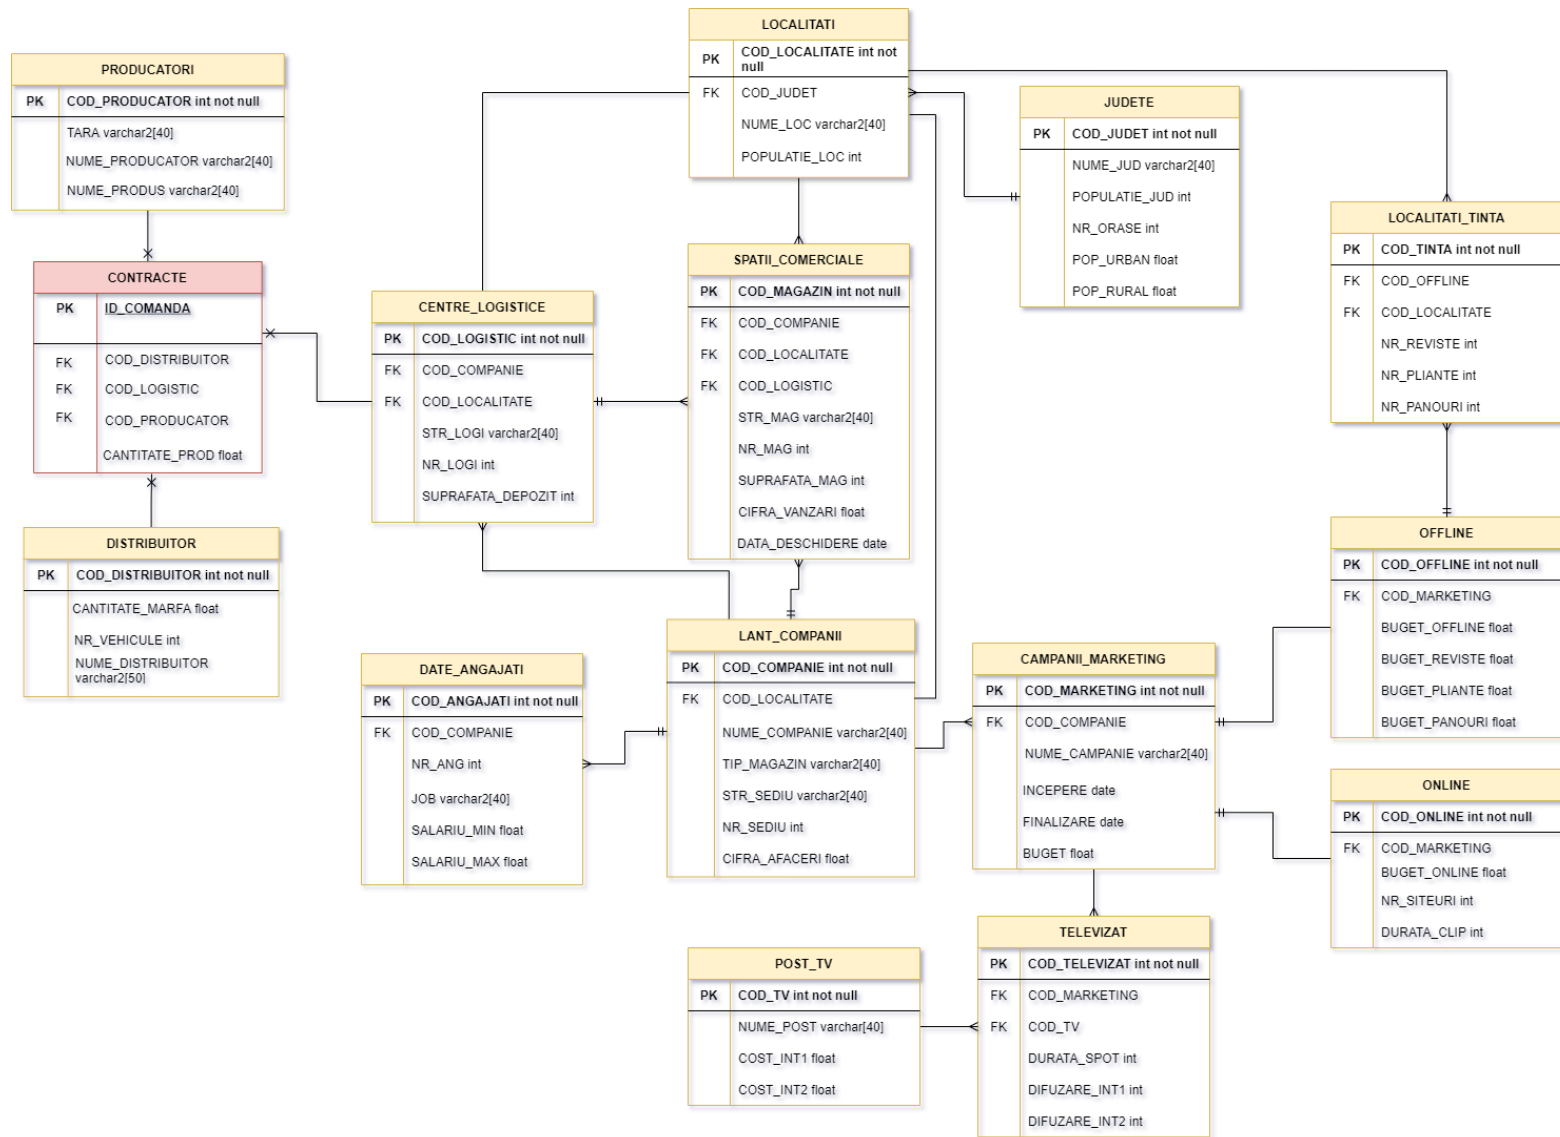 LOCALITATI
PK COD_LOCALITATE int not
null
FK COD_JUDET
NUME_LOC varchar2[40]
POPULATIE_LOC int
PRODUCATORI
PK COD_PRODUCATOR int not null
TARA varchar2[40]
NUME_PRODUCATOR varchar2[40]
NUME_PRODUS varchar2[40]
JUDETE
PK COD_JUDET int not null
NUME_JUD varchar2[40]
POPULATIE_JUD int
NR_ORASE int
POP_URBAN float
POP_RURAL float
LOCALITATI_TINTA
PK COD_TINTA int not null
FK COD_OFFLINE
FK COD_LOCALITATE
NR_REVISTE int
NR_PLIANTE int
NR_PANOURI int
CONTRACTE
PK ID_COMANDA
FK COD_DISTRIBUITOR
FK COD_LOGISTIC
FK COD_PRODUCATOR
CANTITATE_PROD float
CENTRE_LOGISTICE
PK COD_LOGISTIC int not null
FK COD_COMPANIE
FK COD_LOCALITATE
STR_LOGI varchar2[40]
NR_LOGI int
SUPRAFATA_DEPOZIT int
SPATII_COMERCIALE
PK COD_MAGAZIN int not null
FK COD_COMPANIE
FK COD_LOCALITATE
FK COD_LOGISTIC
STR_MAG varchar2[40]
NR_MAG int
SUPRAFATA_MAG int
CIFRA_VANZARI float
DATA_DESCHIDERE date
DISTRIBUITOR
PK COD_DISTRIBUITOR int not null
CANTITATE_MARFA float
NR_VEHICULE int
NUME_DISTRIBUITOR
varchar2[50]
OFFLINE
PK COD_OFFLINE int not null
FK COD_MARKETING
BUGET_OFFLINE float
BUGET_REVISTE float
BUGET_PLIANTE float
BUGET_PANOURI float
DATE_ANGAJATI
PK COD_ANGAJATI int not null
FK COD_COMPANIE
NR_ANG int
JOB varchar2[40]
SALARIU_MIN float
SALARIU_MAX float
LANT_COMPANII
PK COD_COMPANIE int not null
FK COD_LOCALITATE
NUME_COMPANIE varchar2[40]
TIP_MAGAZIN varchar2[40]
STR_SEDIU varchar2[40]
NR_SEDIU int
CIFRA_AFACERI float
CAMPANII_MARKETING
PK COD_MARKETING int not null
FK COD_COMPANIE
NUME_CAMPANIE varchar2[40]
INCEPERE date
FINALIZARE date
BUGET float
ONLINE
PK COD_ONLINE int not null
FK COD_MARKETING
BUGET_ONLINE float
NR_SITEURI int
DURATA_CLIP int
POST_TV
PK COD_TV int not null
NUME_POST varchar[40]
COST_INT1 float
COST_INT2 float
TELEVIZAT
PK COD_TELEVIZAT int not null
FK COD_MARKETING
FK COD_TV
DURATA_SPOT int
DIFUZARE_INT1 int
DIFUZARE_INT2 int